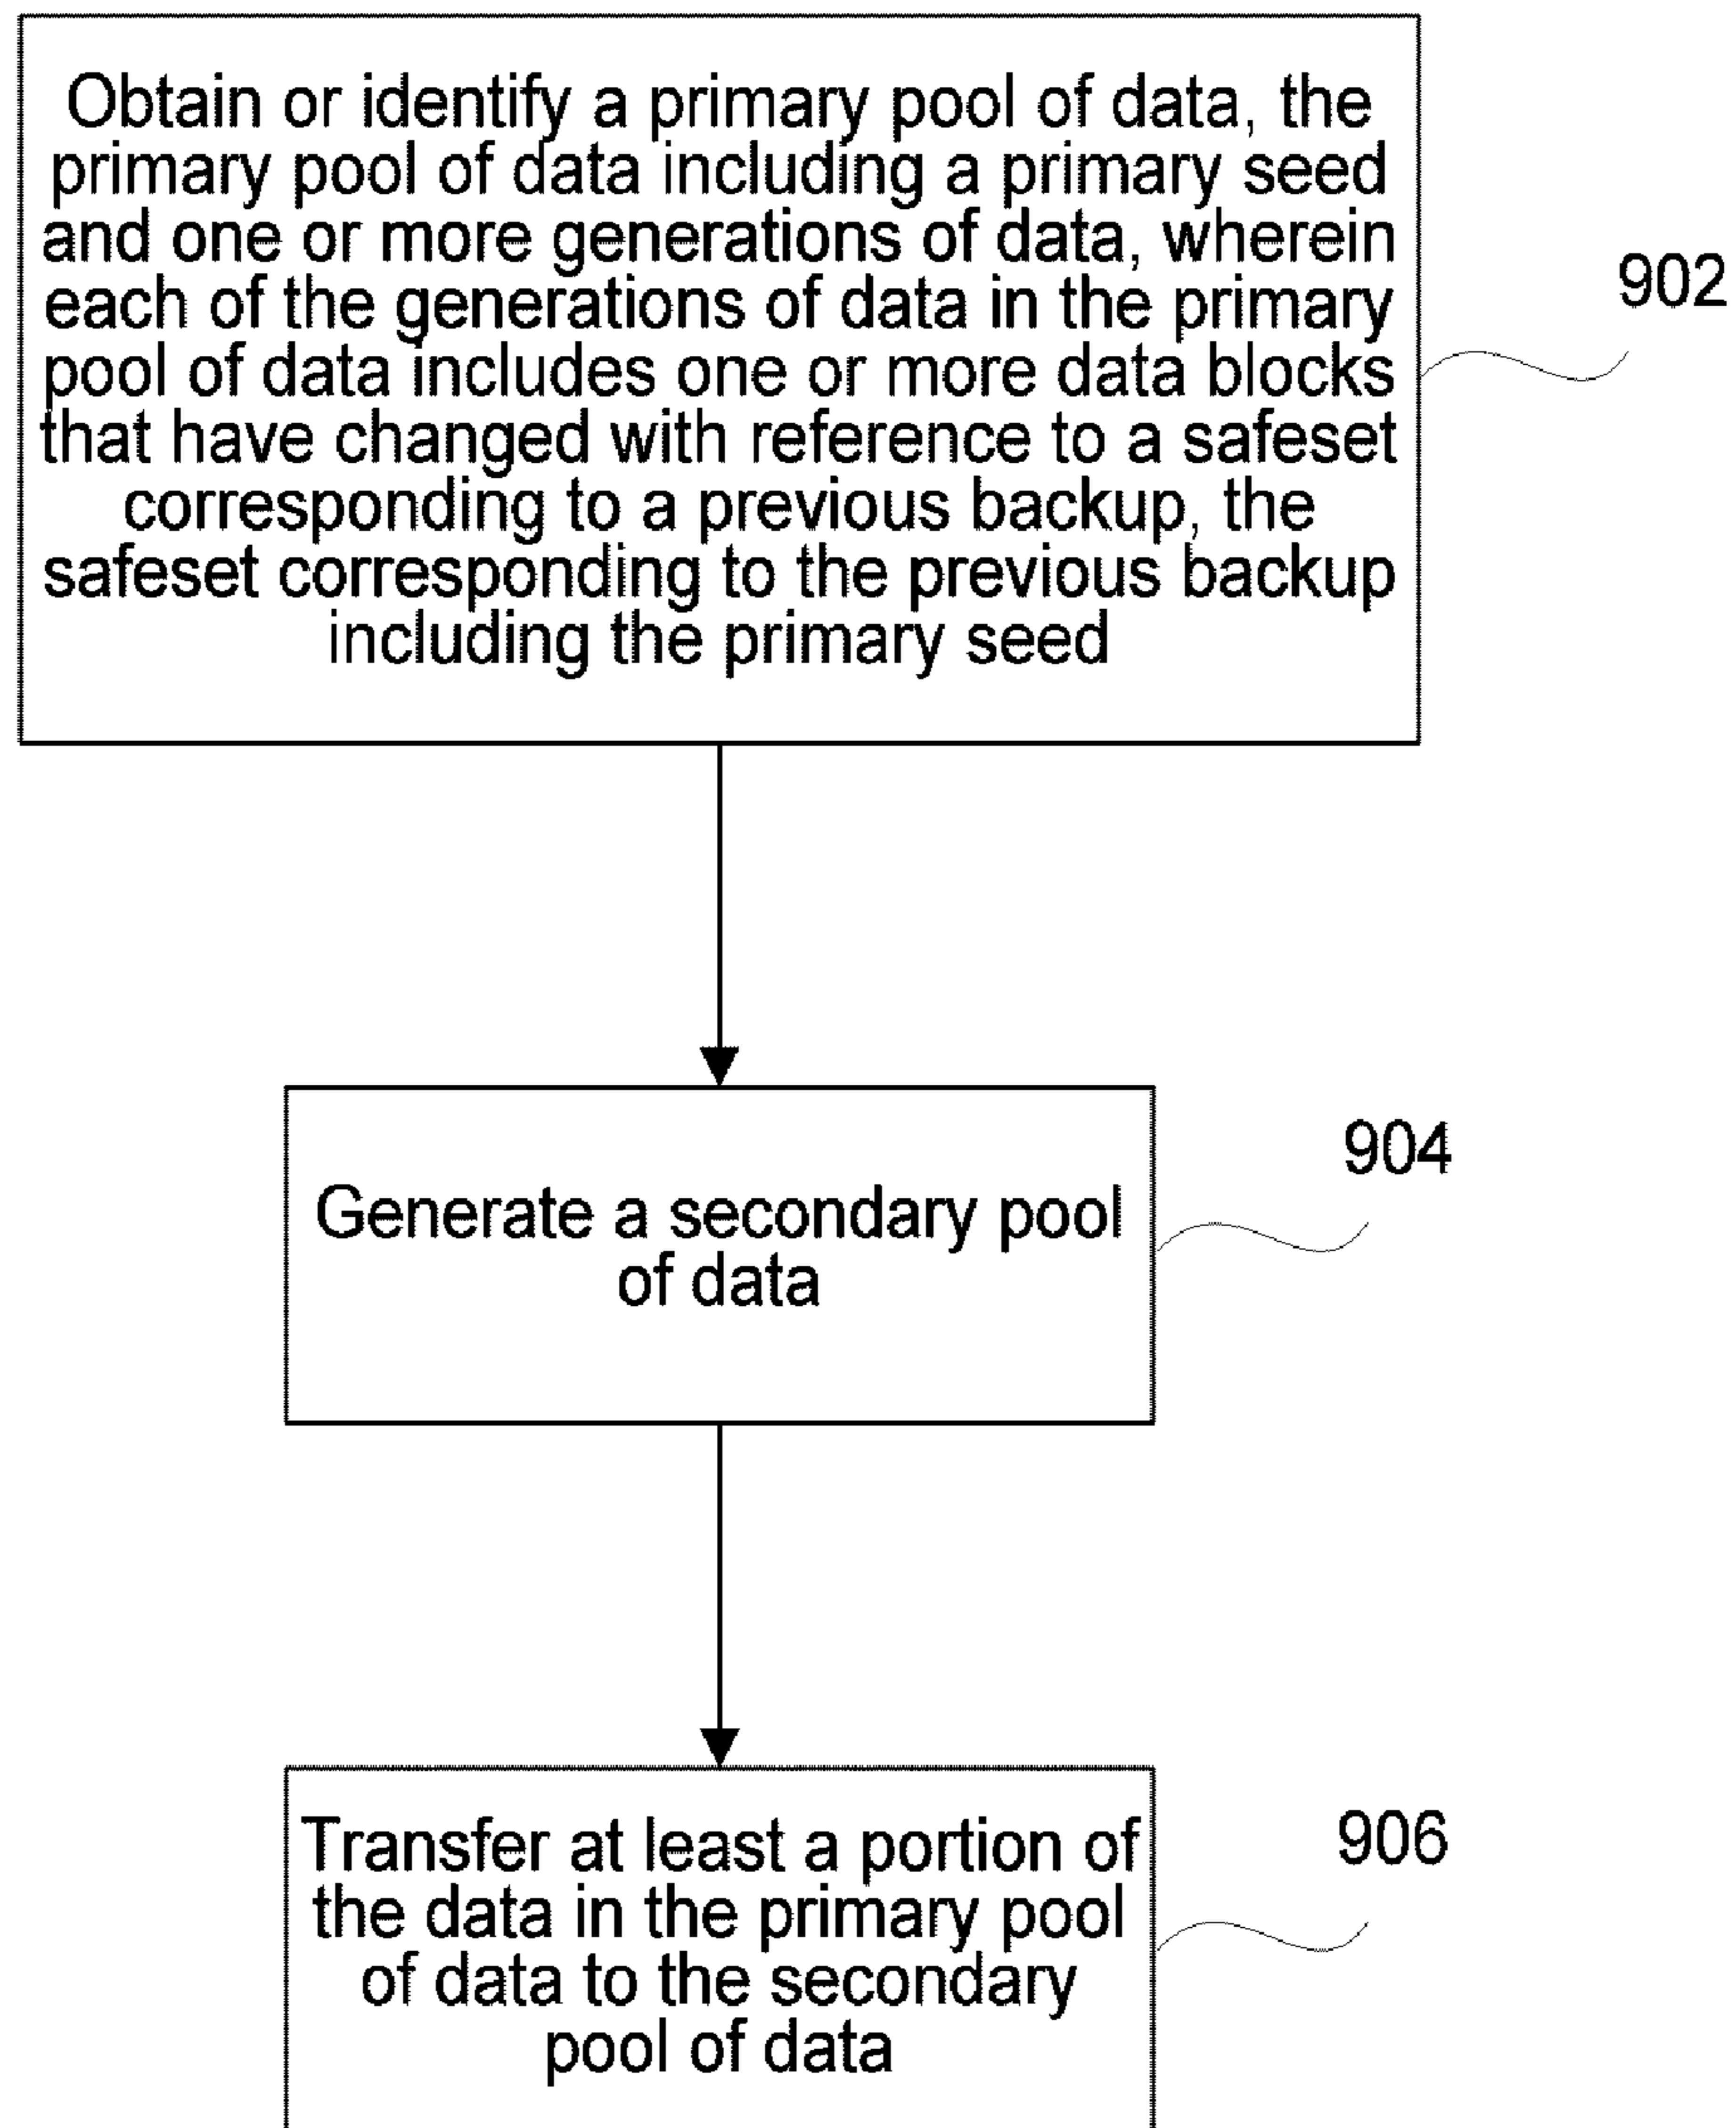 Obtain or identify a primary pool of data, the
primary pool of data including a primary seed
and one or more generations of data, wherein
each of the generations of data in the primary
pool of data includes one or more data blocks
that have changed with reference to a safeset
corresponding to a previous backup, the
safeset corresponding to the previous backup
including the primary seed
902
Generate a secondary pool
of data
904
Transfer at least a portion of
the data in the primary pool
of data to the secondary
pool of data
906